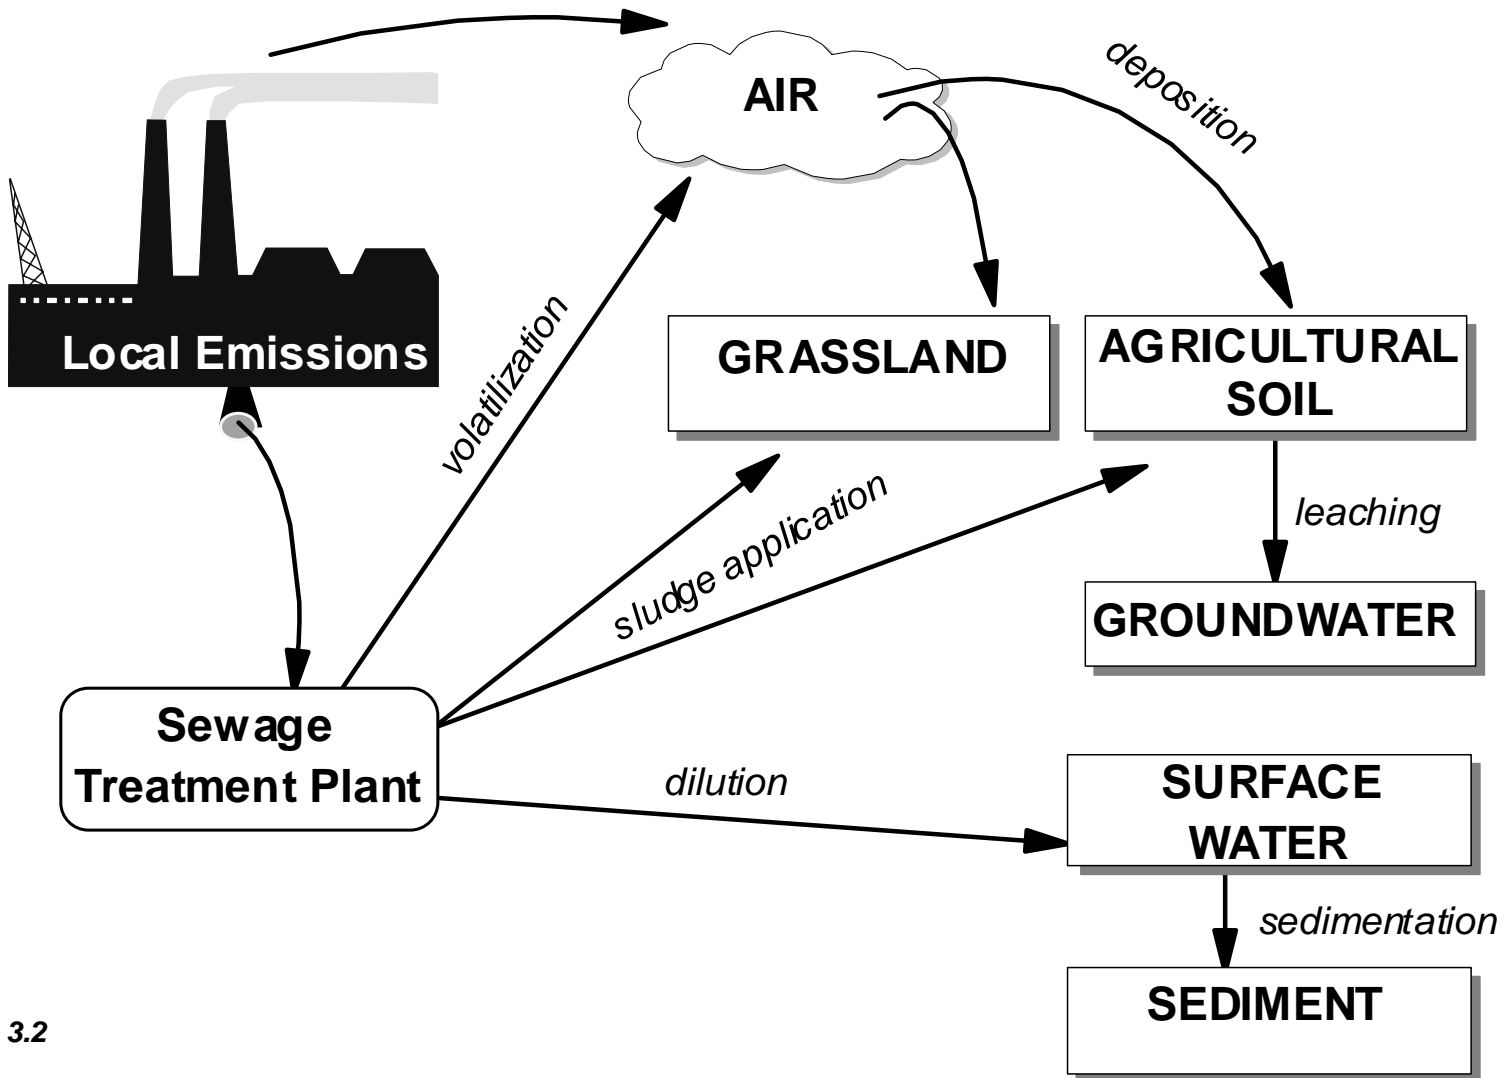 AIR
deposition
Local Emissions
volatilization
GRASSLAND
AGRICULTURAL
SOIL
sludge application
leaching
GROUNDWATER
Sewage
Treatment Plant
dilution
SURFACE
WATER
sedimentation
SEDIMENT
3.2